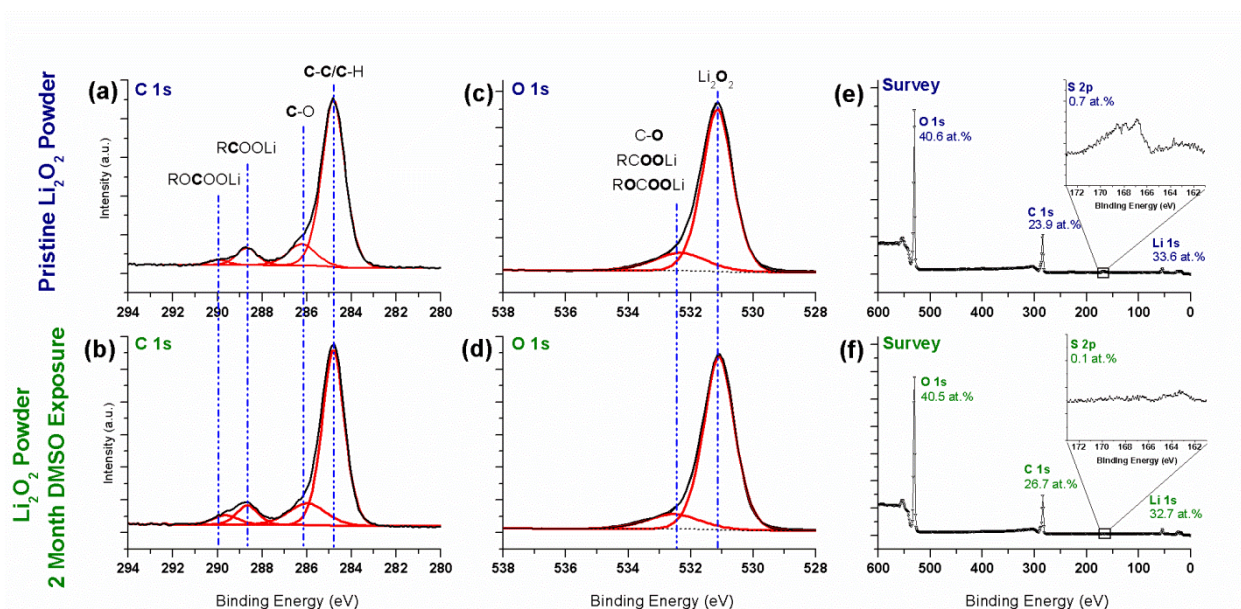 Pristine Li₂O₂ Powder
(a)
C 1s
ROCOOLi
RCOOLi
C-O
C-C/C-H
Intensity (a.u.)
294 292 290 288 286 284 282 280
(c)
O 1s
Li₂O₂
C-O
RCOOLi
ROCOOLi
538 536 534 532 530 528
(e)
Survey
O 1s
40.6 at.%
C 1s
23.9 at.%
Li 1s
33.6 at.%
S 2p
0.7 at.%
172 170 168 166 164 162
Binding Energy (eV)
600 500 400 300 200 100 0
Li₂O₂ Powder
2 Month DMSO Exposure
(b)
C 1s
Intensity (a.u.)
294 292 290 288 286 284 282 280
Binding Energy (eV)
(d)
O 1s
538 536 534 532 530 528
Binding Energy (eV)
(f)
Survey
O 1s
40.5 at.%
C 1s
26.7 at.%
Li 1s
32.7 at.%
S 2p
0.1 at.%
172 170 168 166 164 162
Binding Energy (eV)
600 500 400 300 200 100 0
Binding Energy (eV)